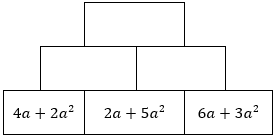 4a + 2a² 2a + 5a² 6a + 3a²